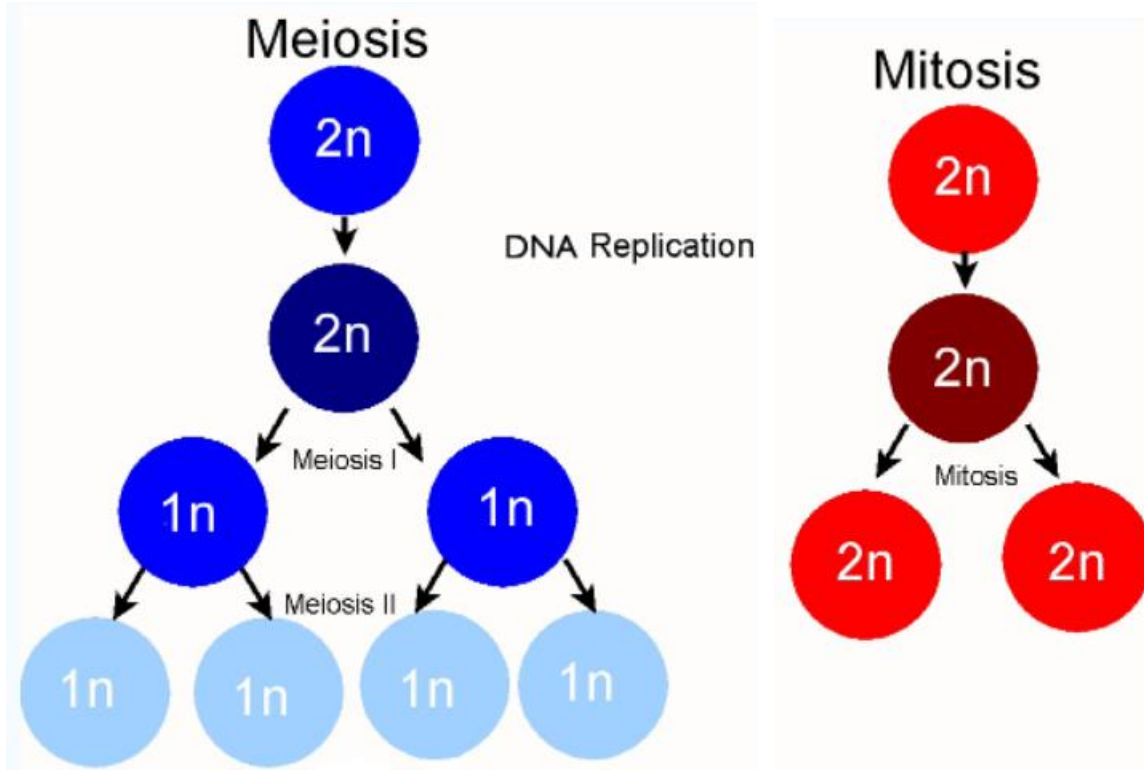 Meiosis
2n
DNA Replication
2n
Meiosis I
1n 1n
Meiosis II
1n 1n 1n 1n
Mitosis
2n
2n
Mitosis
2n 2n